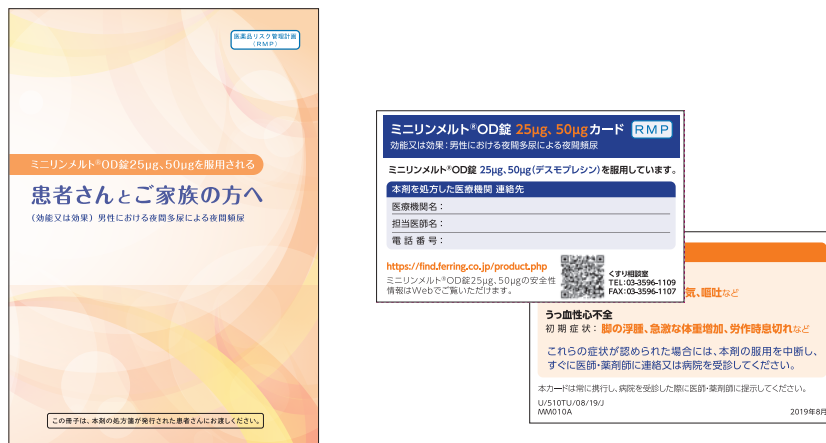 医薬品リスク管理計画
(RMP)
ミニリンメルト®OD錠25μg、50μgを服用される
患者さんとご家族の方へ
(効能又は効果) 男性における夜間多尿による夜間頻尿
この冊子は、本剤の処方箋が発行された患者さんにお渡しください。
ミニリンメルト®OD錠 25μg、50μgカード RMP
効能又は効果:男性における夜間多尿による夜間頻尿
ミニリンメルト®OD錠 25μg、50μg(デスモプレシン)を服用しています。
本剤を処方した医療機関 連絡先
医療機関名:
担当医師名:
電話番号:
https://find.ferring.co.jp/product.php
ミニリンメルト®OD錠25μg、50μgの安全性
情報はWebでご覧いただけます。
くすり相談室
TEL:03-3596-1109
FAX:03-3596-1107
気、嘔吐など
うっ血性心不全
初期症状:脚の浮腫、急激な体重増加、労作時息切れなど
これらの症状が認められた場合には、本剤の服用を中断し、
すぐに医師・薬剤師に連絡又は病院を受診してください。
本カードは常に携行し、病院を受診した際に医師・薬剤師に提示してください。
U/510TU/08/19/J
MM010A
2019年8月